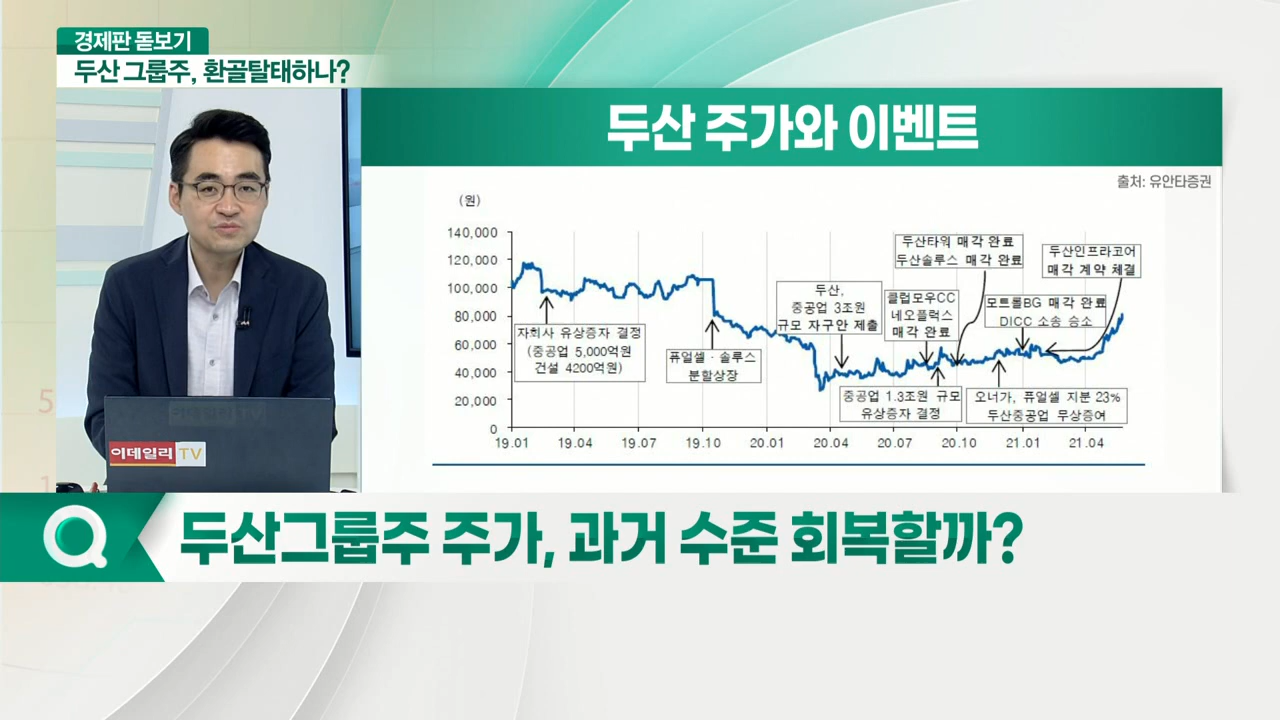 경제판 돋보기
두산 그룹주, 환골탈태하나?
두산 주가와 이벤트
출처: 유안타증권
(원)
140,000
120,000
100,000
80,000
60,000
40,000
20,000
0
19.01 19.04 19.07 19.10 20.01 20.04 20.07 20.10 21.01 21.04
자회사 유상증자 결정
(중공업 5,000억원
건설 4200억원)
퓨얼셀·솔루스
분할상장
두산,
중공업 3조원
규모 자구안 제출
중공업 1.3조원 규모
유상증자 결정
클럽모우CC
네오플럭스
매각 완료
두산타워 매각 완료
두산솔루스 매각 완료
오너가, 퓨얼셀 지분 23%
두산중공업 무상증여
모트롤BG 매각 완료
DICC 소송 승소
두산인프라코어
매각 계약 체결
이데일리 TV
두산그룹주 주가, 과거 수준 회복할까?